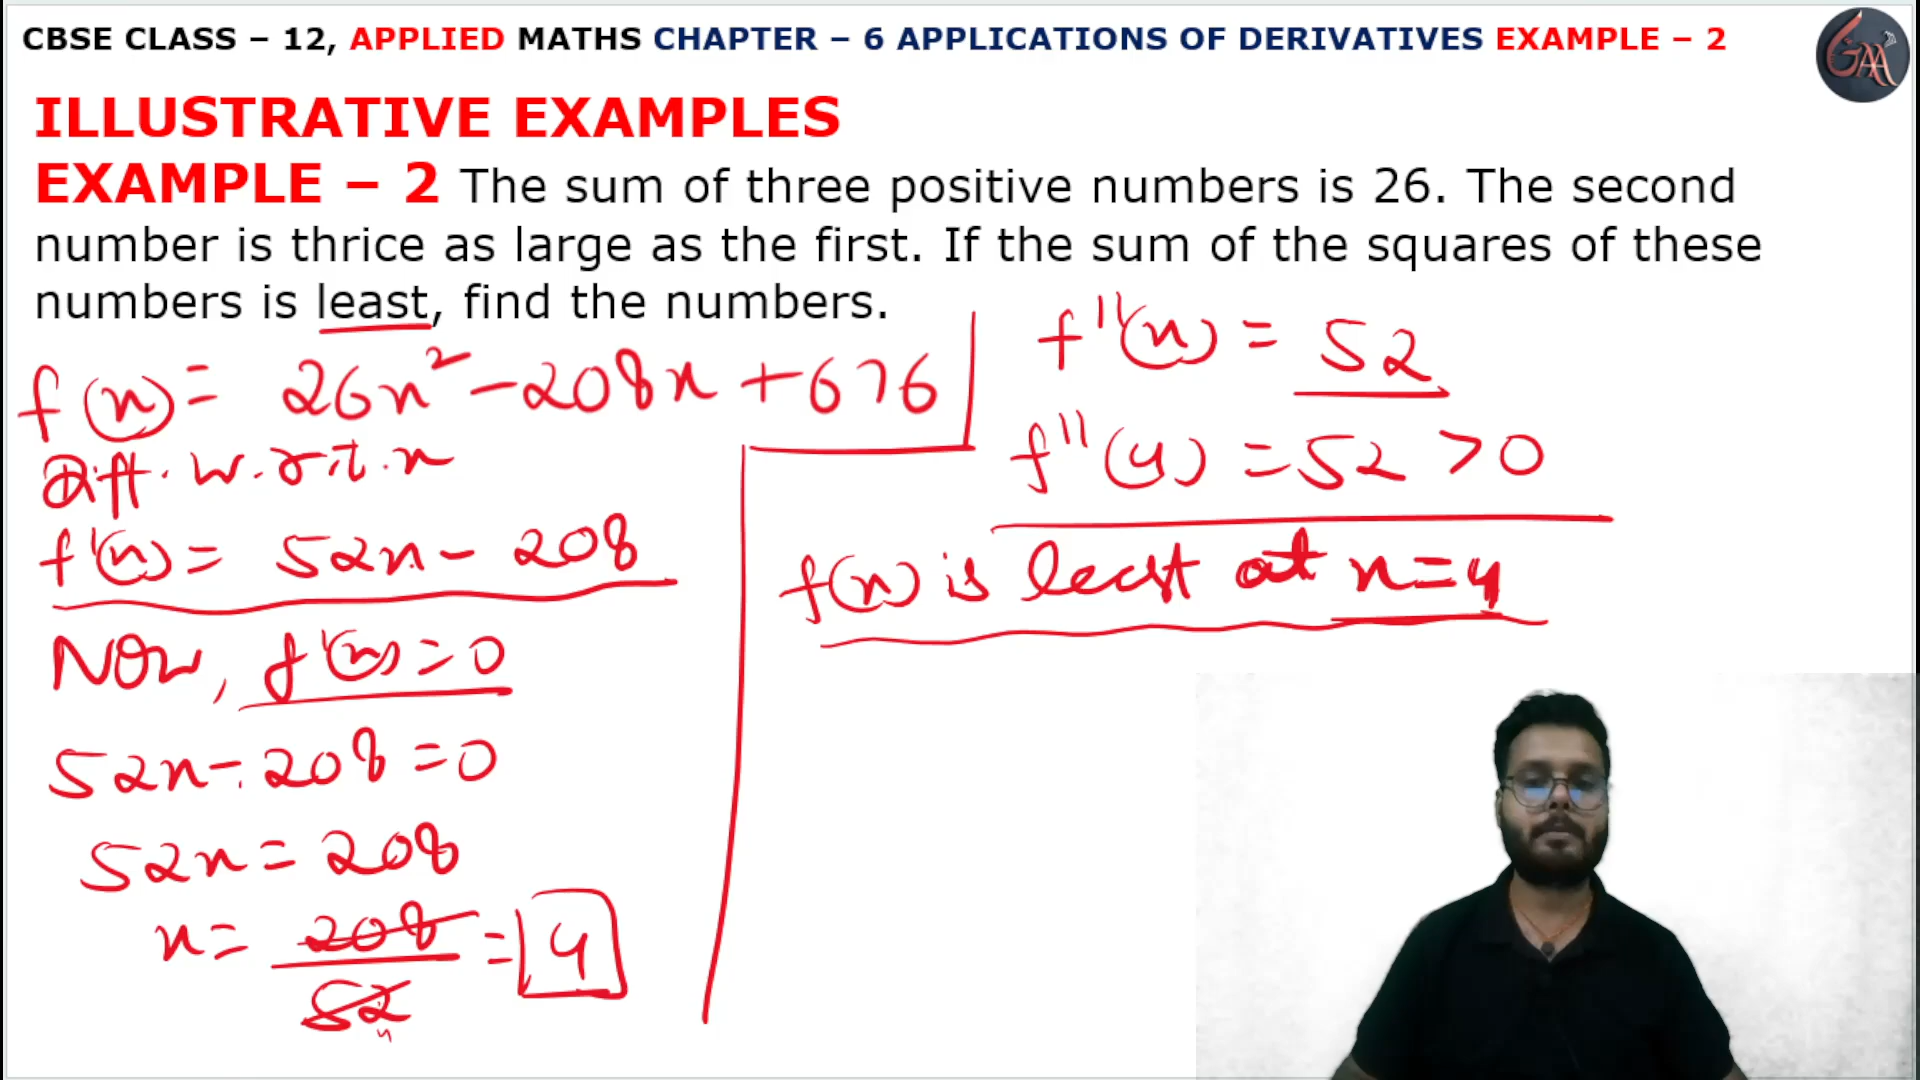 CBSE CLASS – 12, APPLIED MATHS CHAPTER – 6 APPLICATIONS OF DERIVATIVES EXAMPLE – 2
GAA
ILLUSTRATIVE EXAMPLES
EXAMPLE – 2 The sum of three positive numbers is 26. The second
number is thrice as large as the first. If the sum of the squares of these
numbers is least, find the numbers.
f(x) = 26x² - 208x + 676
Diff. w.r.t. x
f'(x) = 52x - 208
Now, f'(x) = 0
52x - 208 = 0
52x = 208
x = 208/52 = 4
f''(x) = 52
f''(4) = 52 > 0
f(x) is least at x = 4